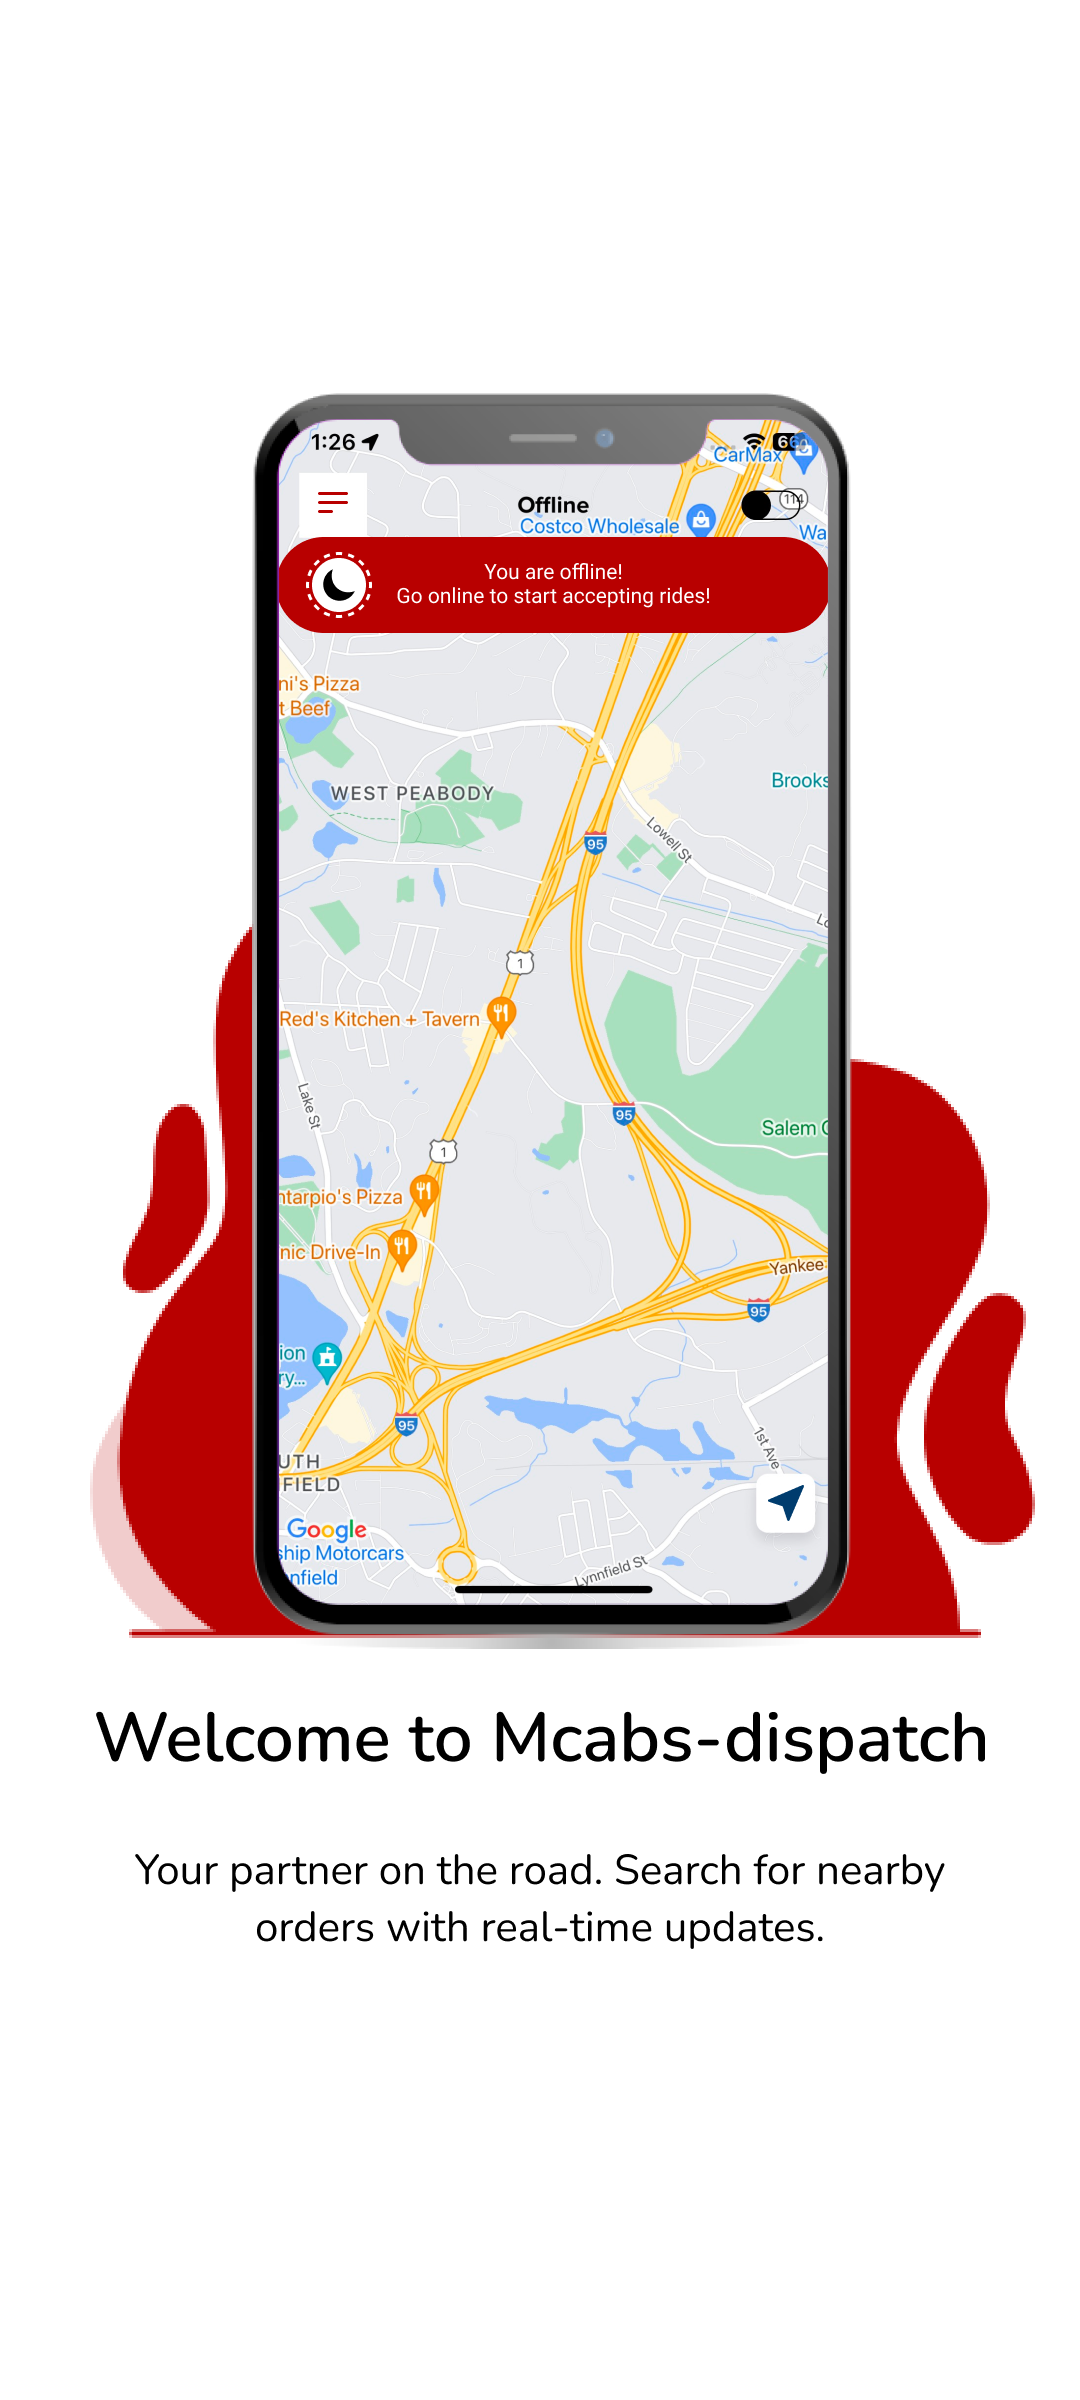 1:26
66
CarMax
Offline
114
Costco Wholesale
Wa
You are offline!
Go online to start accepting rides!
ni's Pizza
t Beef
Brooks
WEST PEABODY
Lowell St
95
Lo
1
Red's Kitchen + Tavern
Lake St
95
Salem C
1
ntarpio's Pizza
nic Drive-In
Yankee
95
ion
ry...
95
1st Ave
UTH
FIELD
Google
ship Motorcars
nfield
Lynnfield St
Welcome to Mcabs-dispatch
Your partner on the road. Search for nearby
orders with real-time updates.